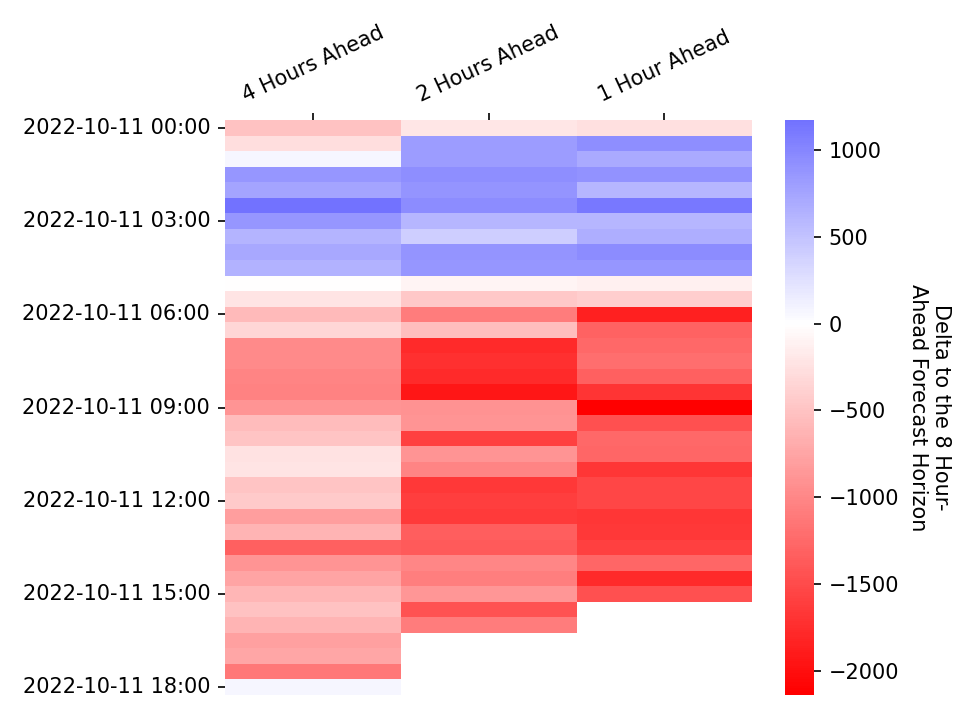 4 Hours Ahead
2 Hours Ahead
1 Hour Ahead
2022-10-11 00:00
2022-10-11 03:00
2022-10-11 06:00
2022-10-11 09:00
2022-10-11 12:00
2022-10-11 15:00
2022-10-11 18:00
1000
500
0
−500
−1000
−1500
−2000
Delta to the 8 Hour-
Ahead Forecast Horizon